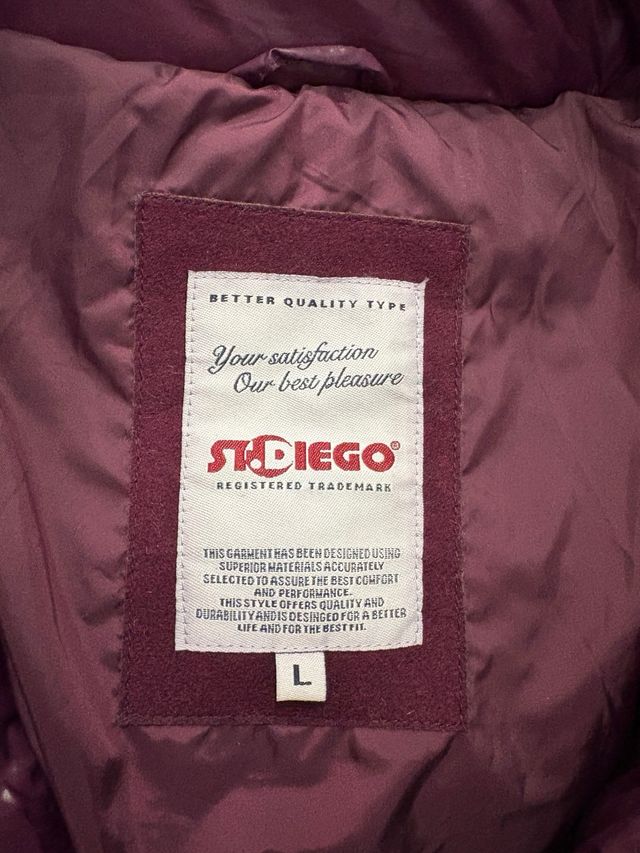 BETTER QUALITY TYPE
Your satisfaction
Our best pleasure
ST.DIEGO®
REGISTERED TRADEMARK
THIS GARMENT HAS BEEN DESIGNED USING
SUPERIOR MATERIALS ACCURATELY
SELECTED TO ASSURE THE BEST COMFORT
AND PERFORMANCE.
THIS STYLE OFFERS QUALITY AND
DURABILITY AND IS DESINGED FOR A BETTER
LIFE AND FOR THE BEST FIT.
L